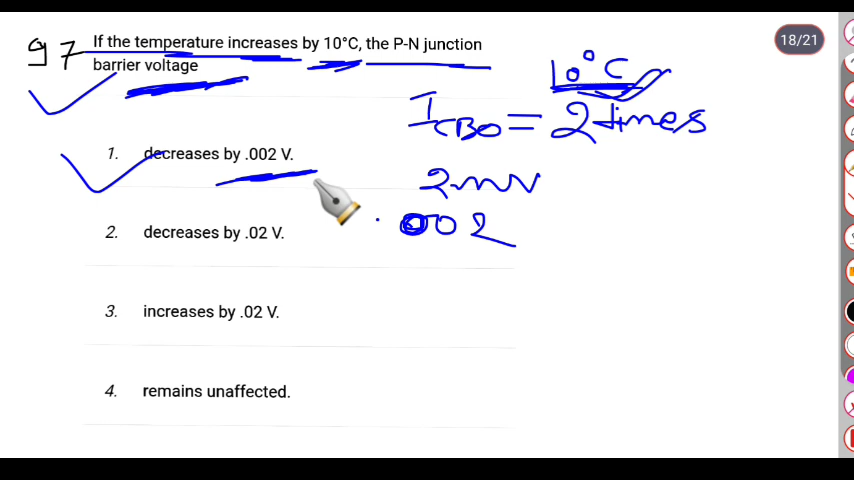 97 If the temperature increases by 10°C, the P-N junction
barrier voltage
18/21
10°C
ICBO = 2 times
1. decreases by .002 V.
2mV
.002
2. decreases by .02 V.
3. increases by .02 V.
4. remains unaffected.